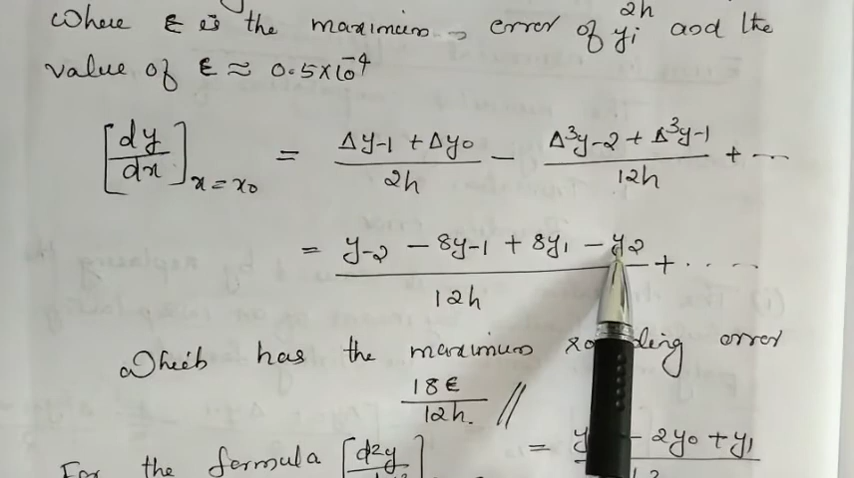 2h
where ε is the maximum error of yi and the
value of ε ≈ 0.5×10⁻⁴
[dy/dx]x=x0 = (Δy-1 + Δy0)/2h − (Δ³y-2 + Δ³y-1)/12h + ...
= (y-2 − 8y-1 + 8y1 − y2)/12h + ....
which has the maximum rounding error
18ε/12h. //
For the formula [d²y = − 2y0 + y1